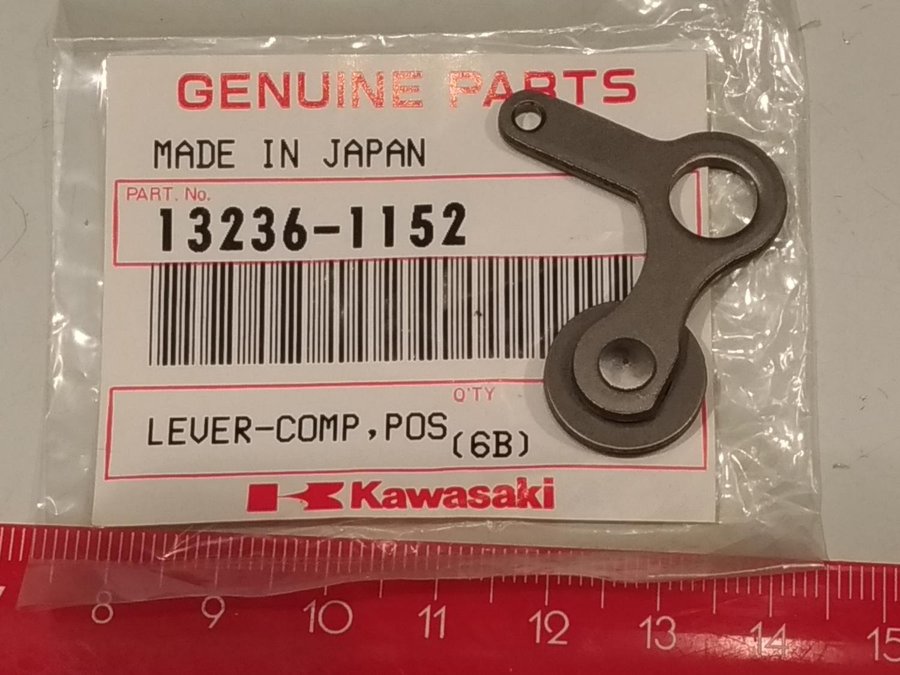 GENUINE PARTS
MADE IN JAPAN
PART. No.
13236-1152
Q'TY
LEVER-COMP,POS (6B)
Kawasaki
8 9 10 11 12 13 14 15